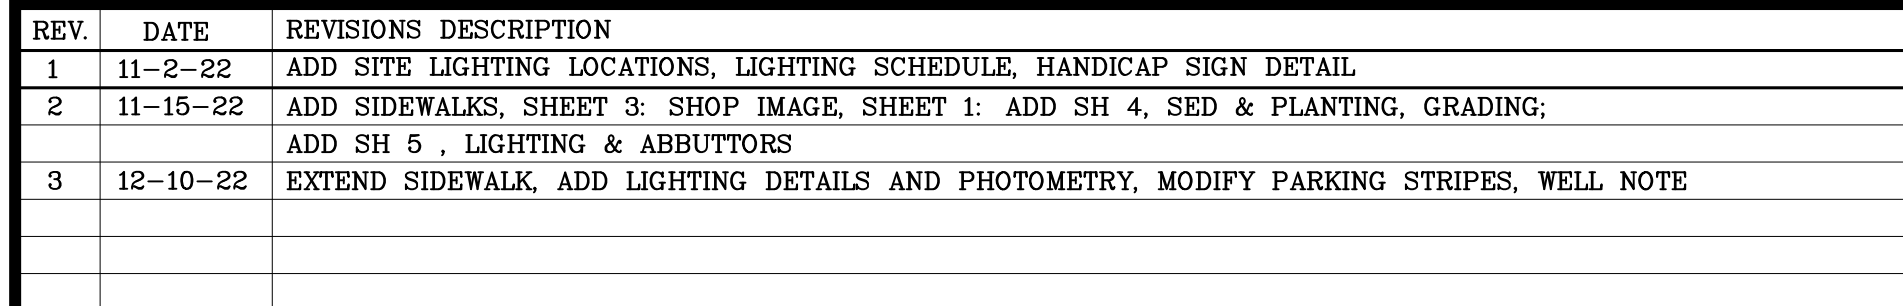 REV. DATE REVISIONS DESCRIPTION
1 11-2-22 ADD SITE LIGHTING LOCATIONS, LIGHTING SCHEDULE, HANDICAP SIGN DETAIL
2 11-15-22 ADD SIDEWALKS, SHEET 3: SHOP IMAGE, SHEET 1: ADD SH 4, SED & PLANTING, GRADING;
ADD SH 5 , LIGHTING & ABBUTTORS
3 12-10-22 EXTEND SIDEWALK, ADD LIGHTING DETAILS AND PHOTOMETRY, MODIFY PARKING STRIPES, WELL NOTE